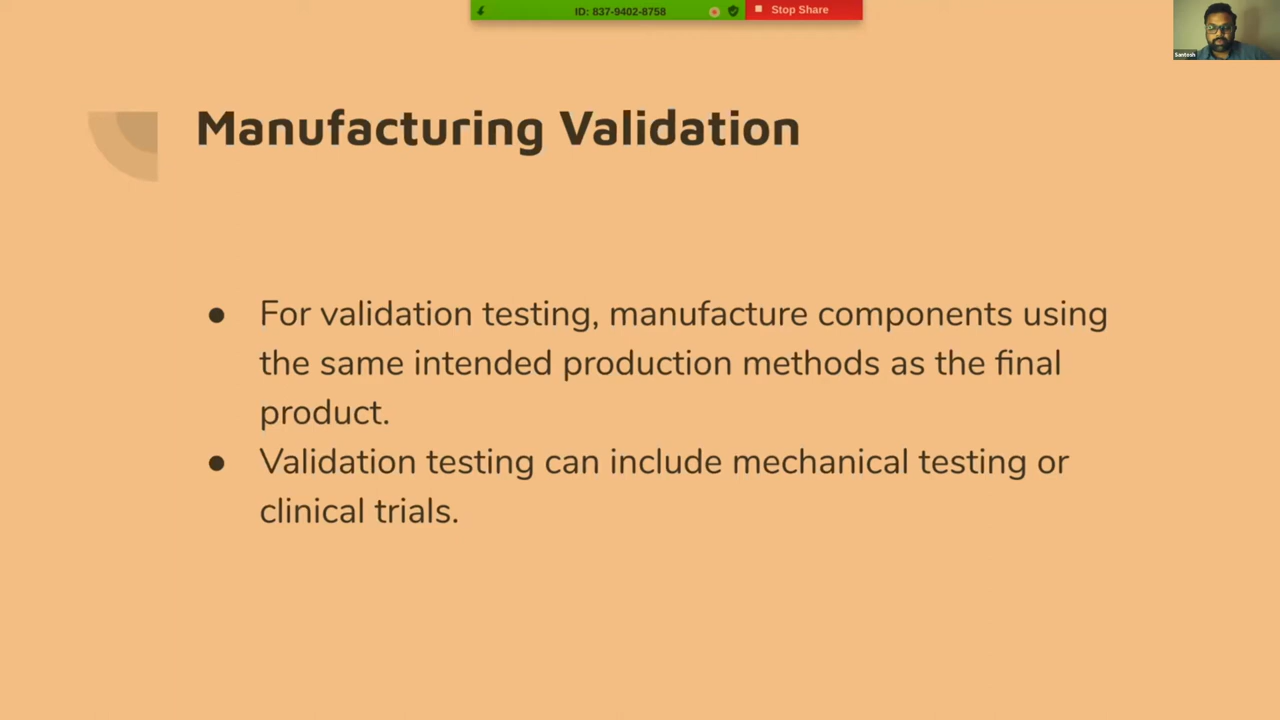 ID: 837-9402-8758
Stop Share
Santosh
Manufacturing Validation
● For validation testing, manufacture components using
the same intended production methods as the final
product.
● Validation testing can include mechanical testing or
clinical trials.